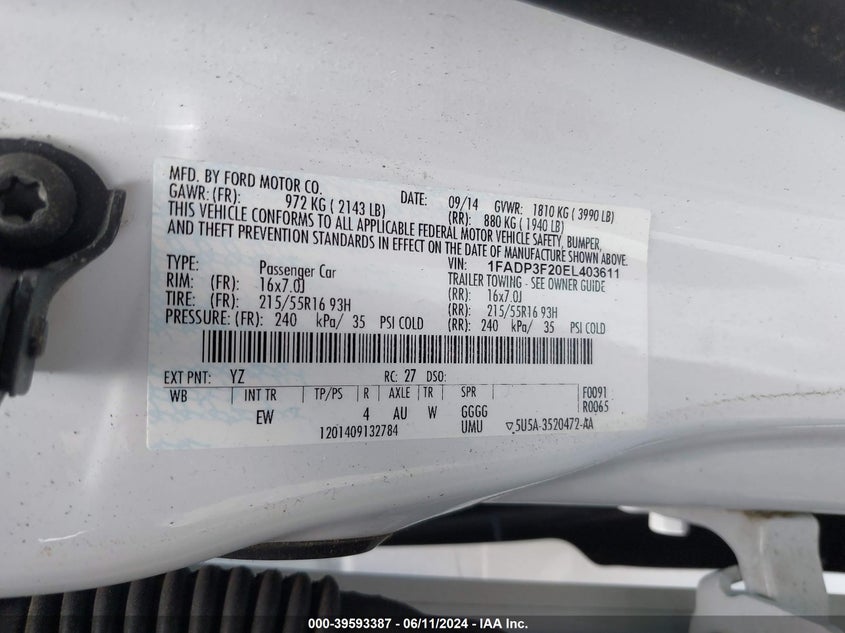 MFD. BY FORD MOTOR CO.
DATE: 09/14 GVWR: 1810 KG ( 3990 LB)
GAWR: (FR): 972 KG ( 2143 LB) (RR): 880 KG ( 1940 LB)
THIS VEHICLE CONFORMS TO ALL APPLICABLE FEDERAL MOTOR VEHICLE SAFETY, BUMPER,
AND THEFT PREVENTION STANDARDS IN EFFECT ON THE DATE OF MANUFACTURE SHOWN ABOVE.
VIN: 1FADP3F20EL403611
TYPE: Passenger Car TRAILER TOWING - SEE OWNER GUIDE
RIM: (FR): 16x7.0J (RR): 16x7.0J
TIRE: (FR): 215/55R16 93H (RR): 215/55R16 93H
PRESSURE: (FR): 240 kPa/ 35 PSI COLD (RR): 240 kPa/ 35 PSI COLD
EXT PNT: YZ RC: 27 DSO:
WB INT TR TP/PS R AXLE TR SPR F0091
EW 4 AU W GGGG R0065
1201409132784 UMU ▽5U5A-3520472-AA
000-39593387 - 06/11/2024 - IAA Inc.